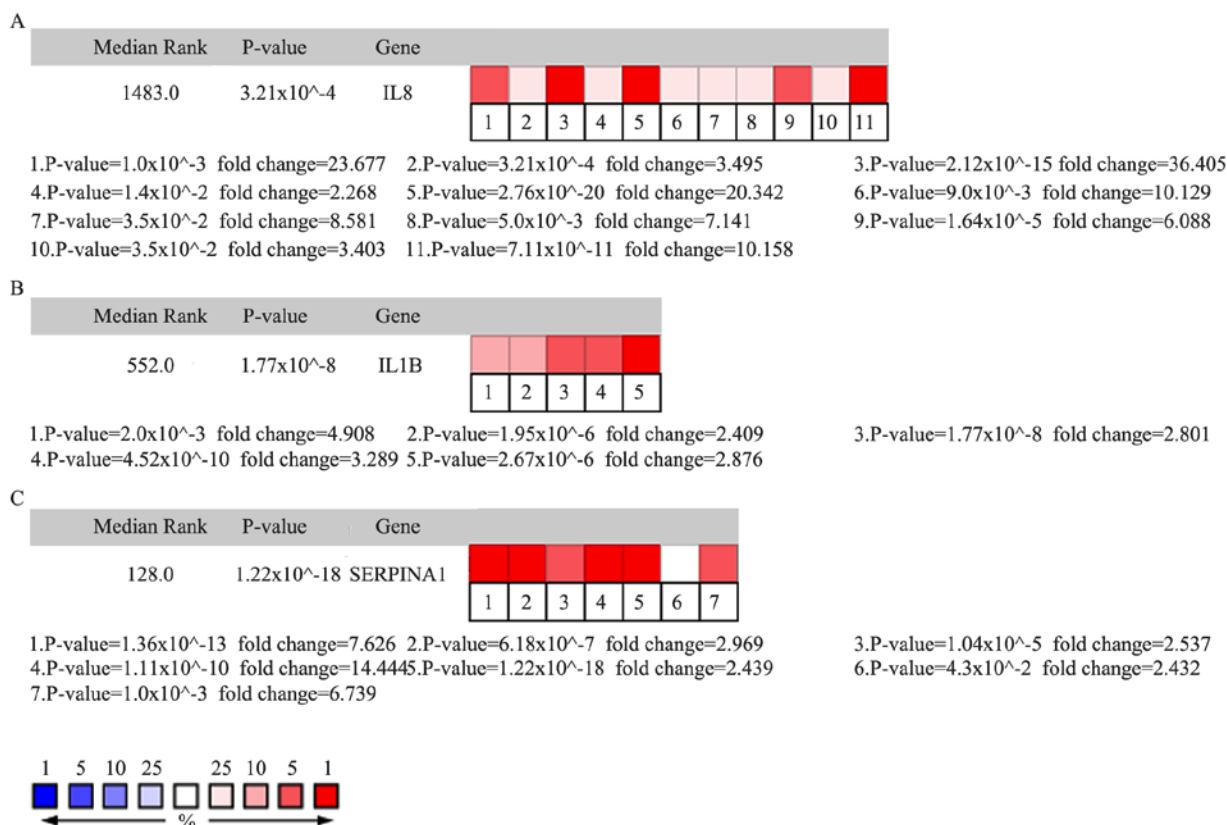 A
Median Rank P-value Gene
1483.0 3.21x10^-4 IL8
1 2 3 4 5 6 7 8 9 10 11
1.P-value=1.0x10^-3 fold change=23.677 2.P-value=3.21x10^-4 fold change=3.495 3.P-value=2.12x10^-15 fold change=36.405
4.P-value=1.4x10^-2 fold change=2.268 5.P-value=2.76x10^-20 fold change=20.342 6.P-value=9.0x10^-3 fold change=10.129
7.P-value=3.5x10^-2 fold change=8.581 8.P-value=5.0x10^-3 fold change=7.141 9.P-value=1.64x10^-5 fold change=6.088
10.P-value=3.5x10^-2 fold change=3.403 11.P-value=7.11x10^-11 fold change=10.158
B
Median Rank P-value Gene
552.0 1.77x10^-8 IL1B
1 2 3 4 5
1.P-value=2.0x10^-3 fold change=4.908 2.P-value=1.95x10^-6 fold change=2.409 3.P-value=1.77x10^-8 fold change=2.801
4.P-value=4.52x10^-10 fold change=3.289 5.P-value=2.67x10^-6 fold change=2.876
C
Median Rank P-value Gene
128.0 1.22x10^-18 SERPINA1
1 2 3 4 5 6 7
1.P-value=1.36x10^-13 fold change=7.626 2.P-value=6.18x10^-7 fold change=2.969 3.P-value=1.04x10^-5 fold change=2.537
4.P-value=1.11x10^-10 fold change=14.444 5.P-value=1.22x10^-18 fold change=2.439 6.P-value=4.3x10^-2 fold change=2.432
7.P-value=1.0x10^-3 fold change=6.739
1 5 10 25 25 10 5 1
%